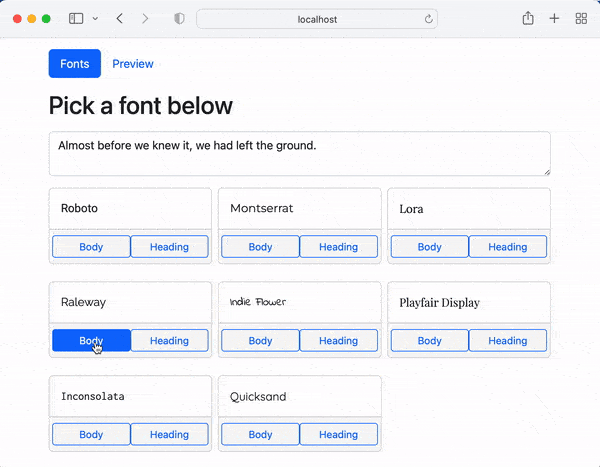 localhost
Fonts Preview
Pick a font below
Almost before we knew it, we had left the ground.
Roboto Montserrat Lora
Body Heading Body Heading Body Heading
Raleway Indie Flower Playfair Display
Body Heading Body Heading Body Heading
Inconsolata Quicksand
Body Heading Body Heading